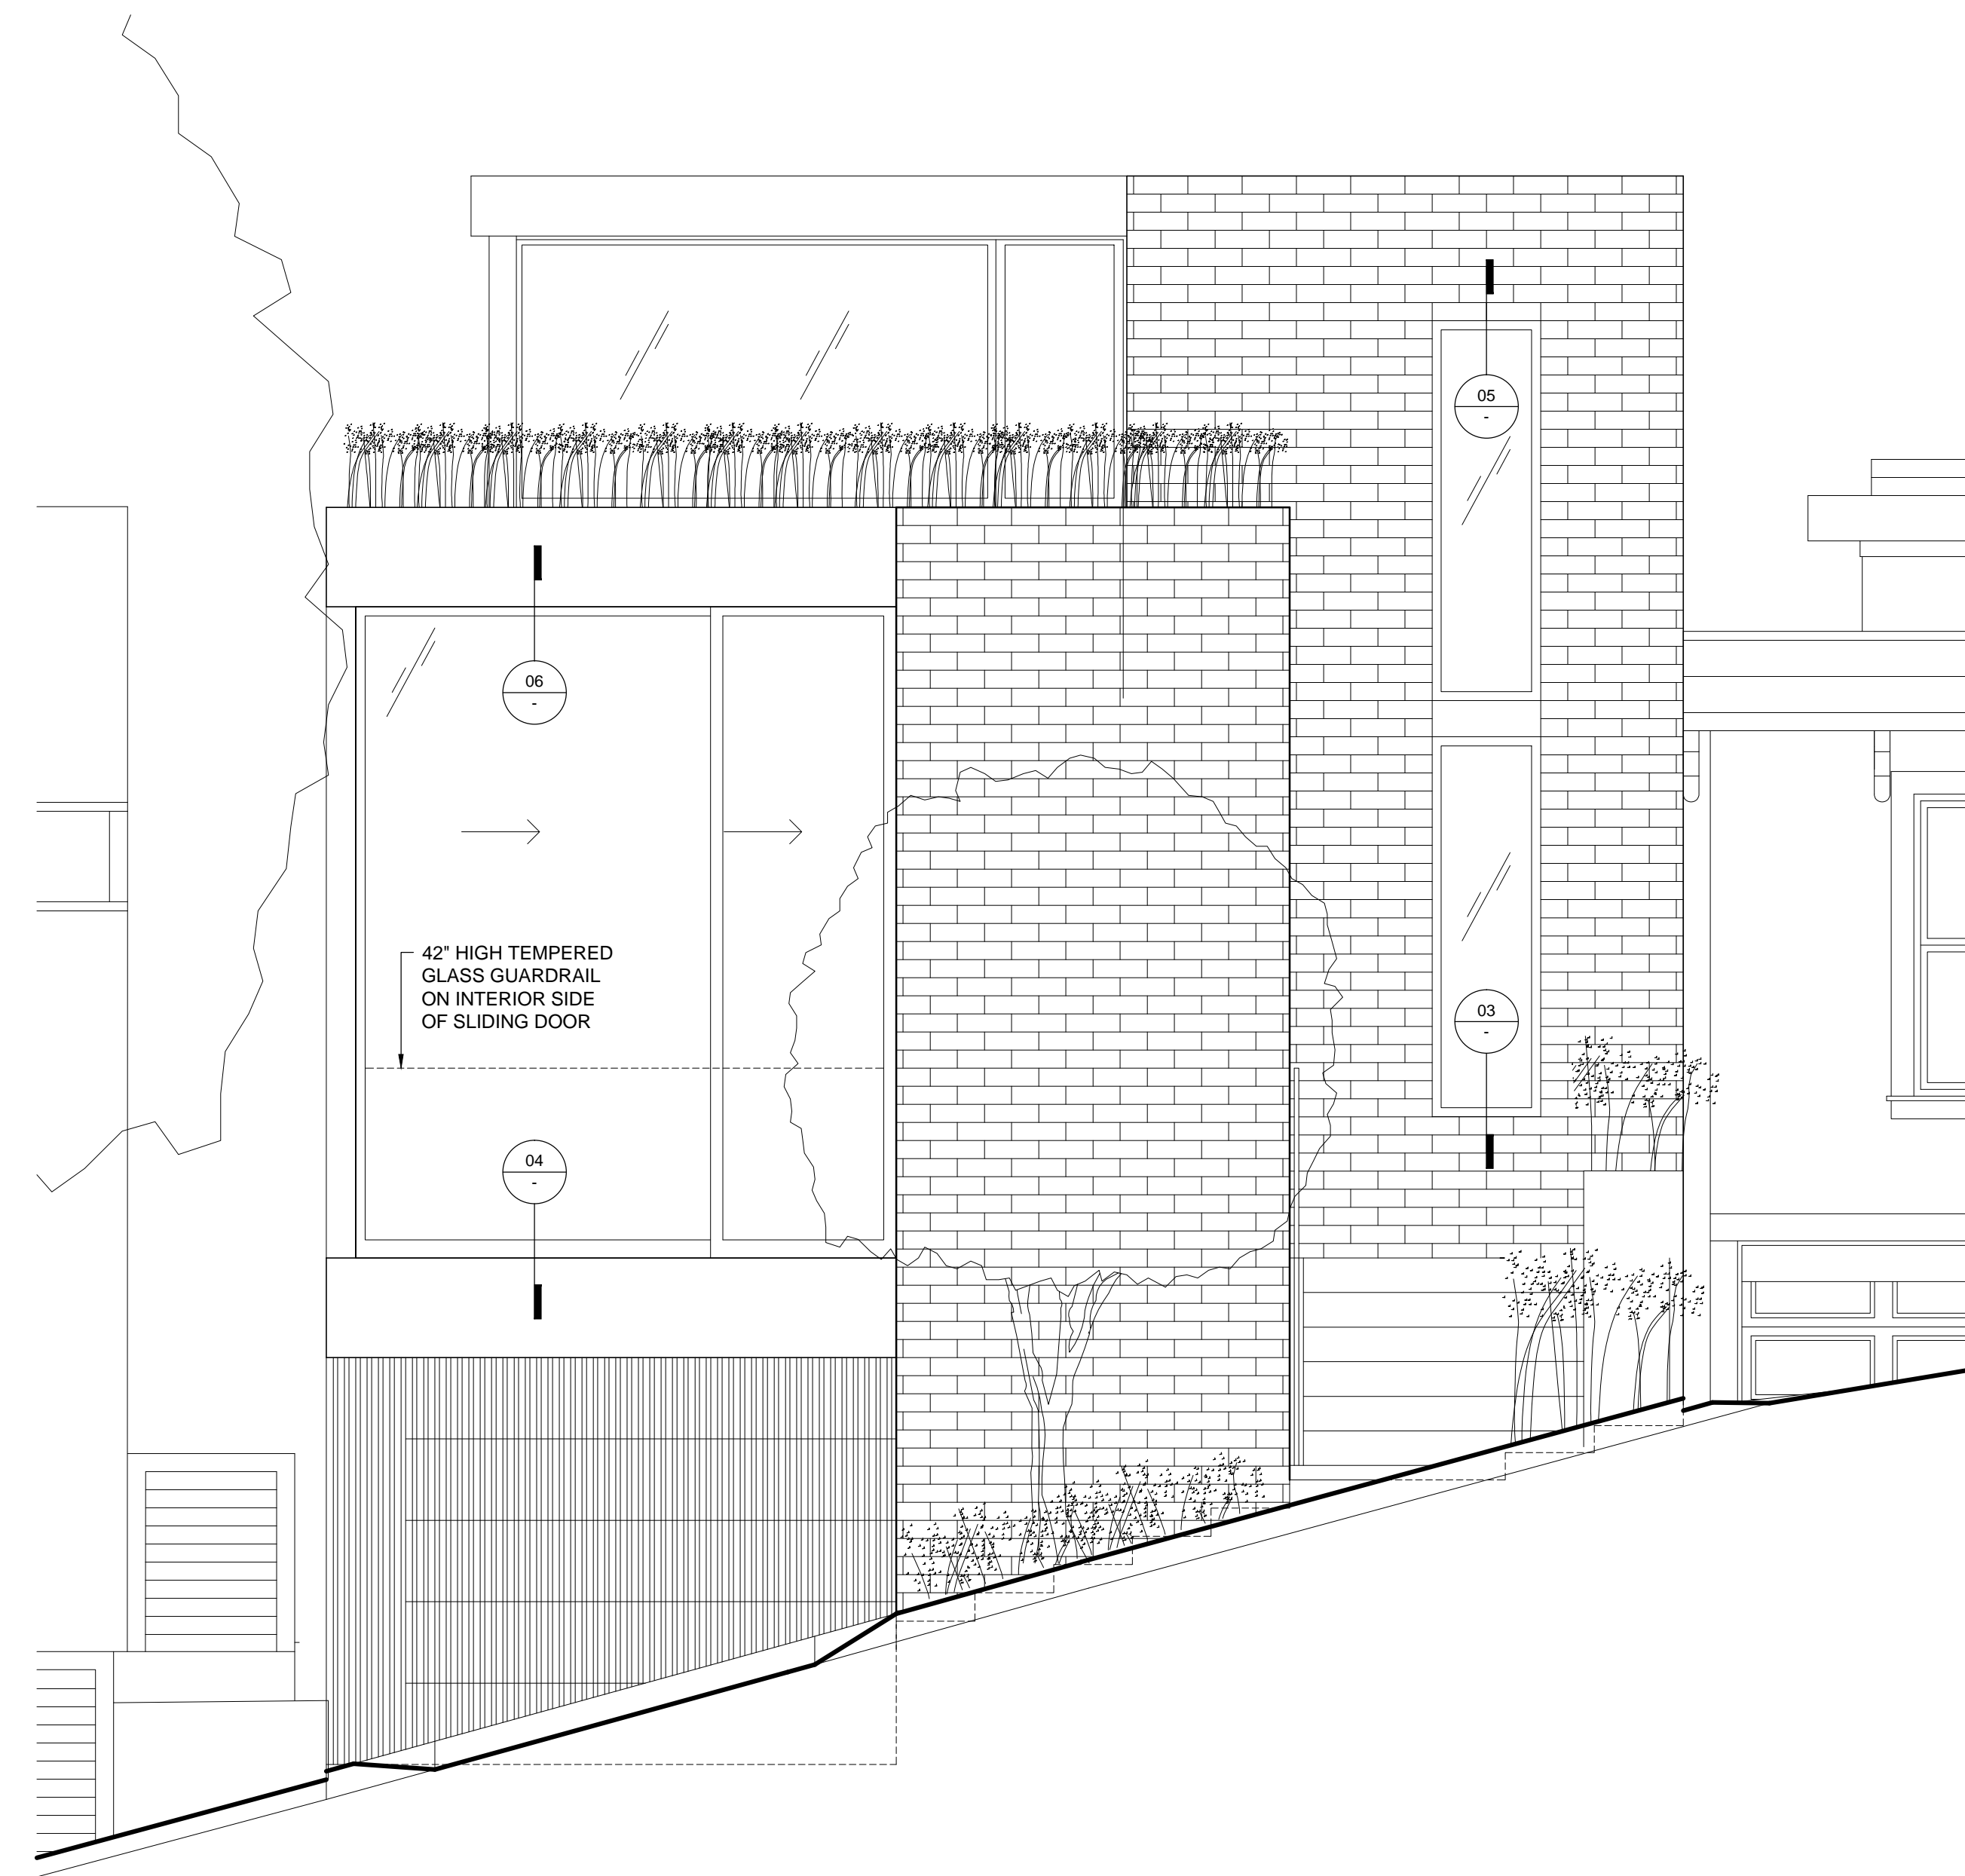 05
-
06
-
42" HIGH TEMPERED
GLASS GUARDRAIL
ON INTERIOR SIDE
OF SLIDING DOOR
03
-
04
-